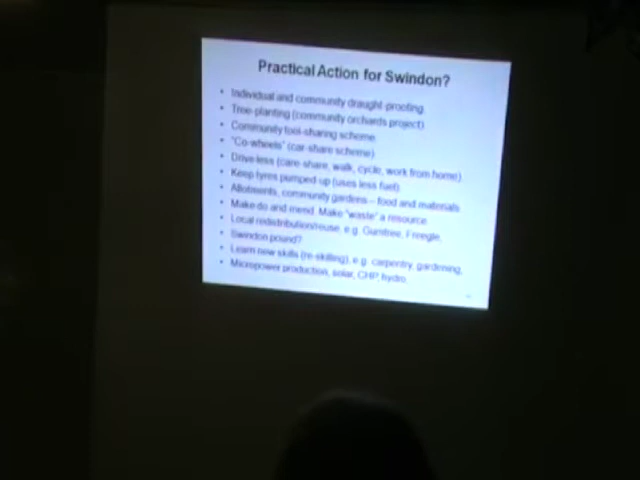 Practical Action for Swindon?
• Individual and community draught-proofing.
• Tree-planting (community orchards project)
• Community tool-sharing scheme
• "Co-wheels" (car-share scheme)
• Drive less (care-share, walk, cycle, work from home)
• Keep tyres pumped up (uses less fuel)
• Allotments, community gardens – food and materials
• Make do and mend. Make "waste" a resource
• Local redistribution/reuse, e.g. Gumtree, Freegle,
• Swindon pound?
• Learn new skills (re-skilling), e.g. carpentry, gardening,
• Micropower production, solar, CHP, hydro